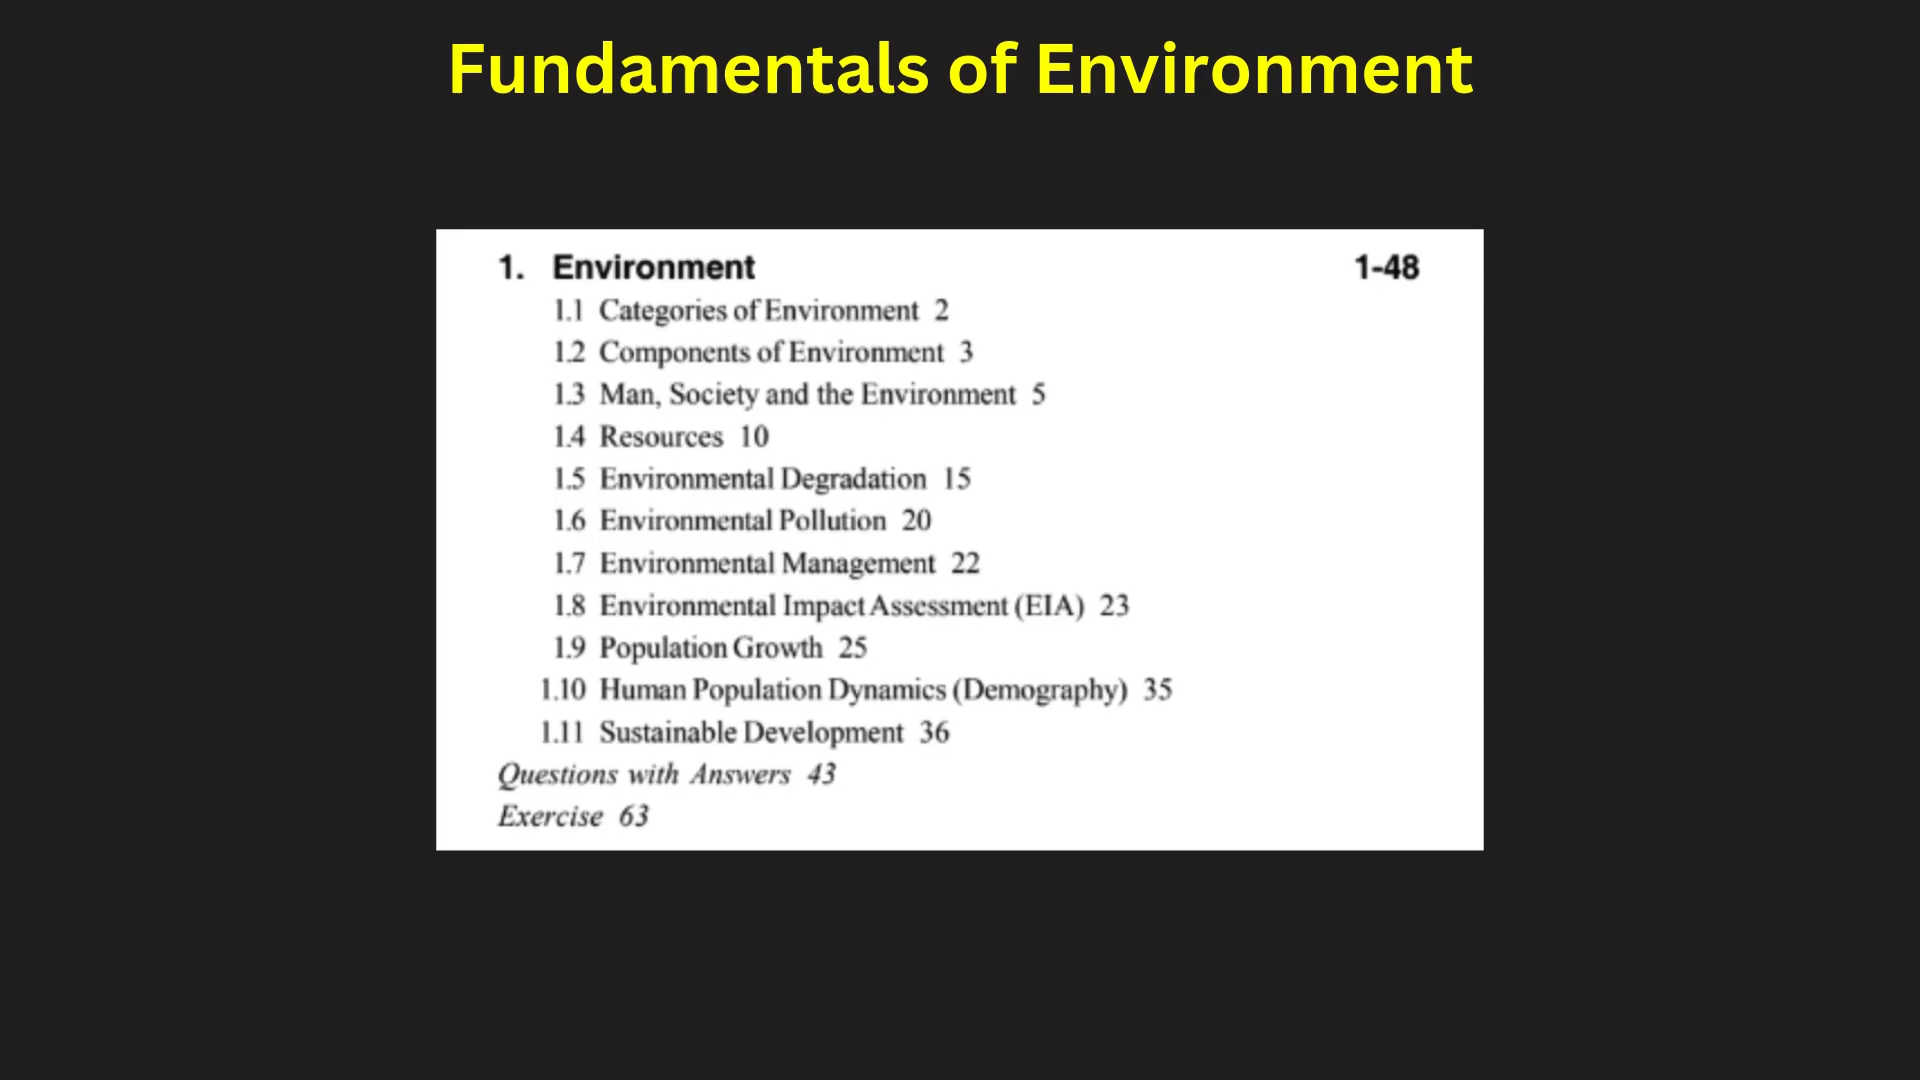 Fundamentals of Environment
1. Environment 1-48
1.1 Categories of Environment 2
1.2 Components of Environment 3
1.3 Man, Society and the Environment 5
1.4 Resources 10
1.5 Environmental Degradation 15
1.6 Environmental Pollution 20
1.7 Environmental Management 22
1.8 Environmental Impact Assessment (EIA) 23
1.9 Population Growth 25
1.10 Human Population Dynamics (Demography) 35
1.11 Sustainable Development 36
Questions with Answers 43
Exercise 63